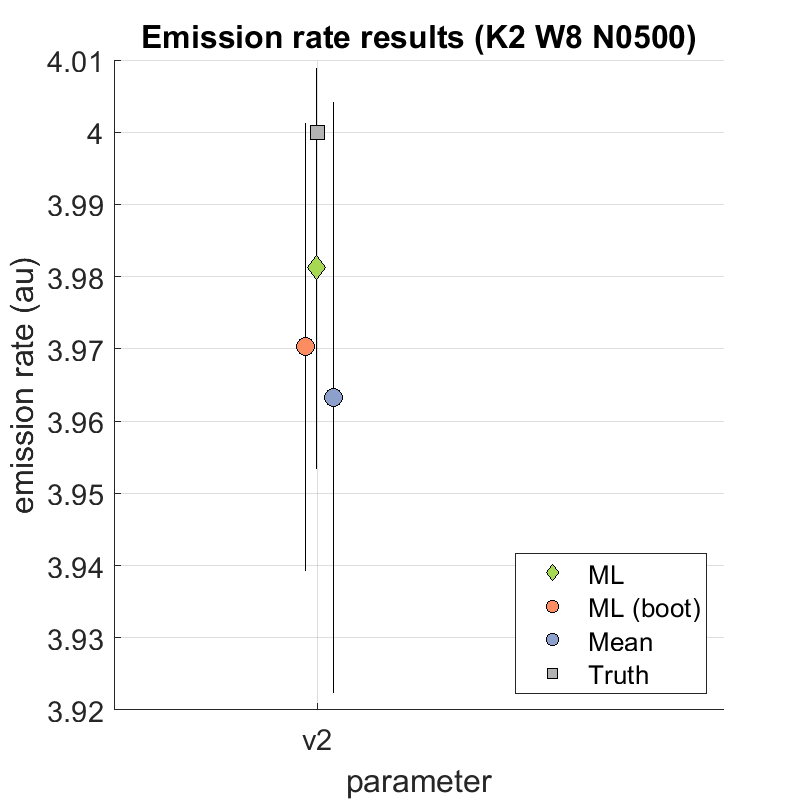 Emission rate results (K2 W8 N0500)
4.01
4
3.99
3.98
3.97
3.96
3.95
3.94
3.93
3.92
emission rate (au)
ML
ML (boot)
Mean
Truth
v2
parameter